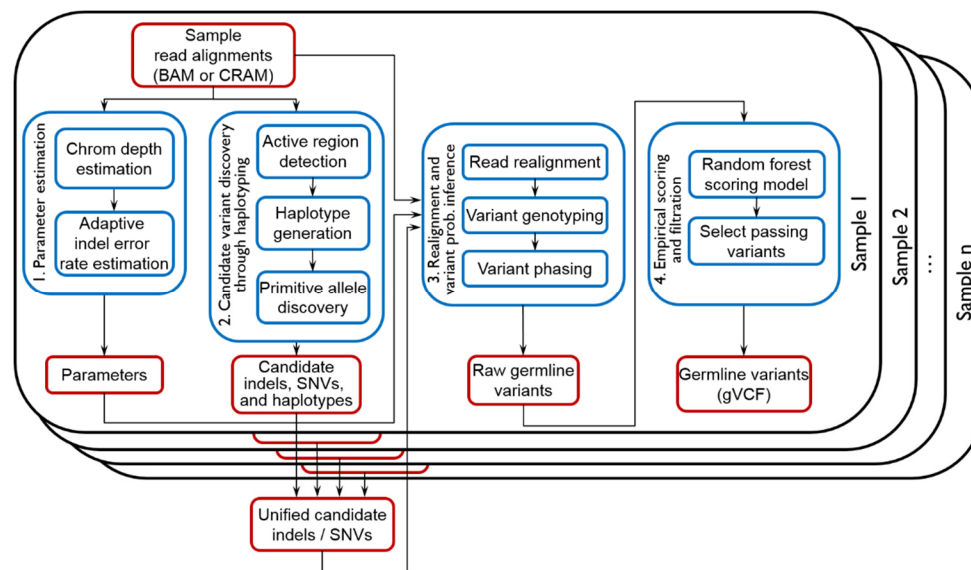 Sample
read alignments
(BAM or CRAM)
1. Parameter estimation
Chrom depth
estimation
Adaptive
indel error
rate estimation
Parameters
2. Candidate variant discovery
through haplotyping
Active region
detection
Haplotype
generation
Primitive allele
discovery
Candidate
indels, SNVs,
and haplotypes
3. Realignment and
variant prob. inference
Read realignment
Variant genotyping
Variant phasing
Raw germline
variants
4. Empirical scoring
and filtration
Random forest
scoring model
Select passing
variants
Germline variants
(gVCF)
Sample 1
Sample 2
...
Sample n
Unified candidate
indels / SNVs